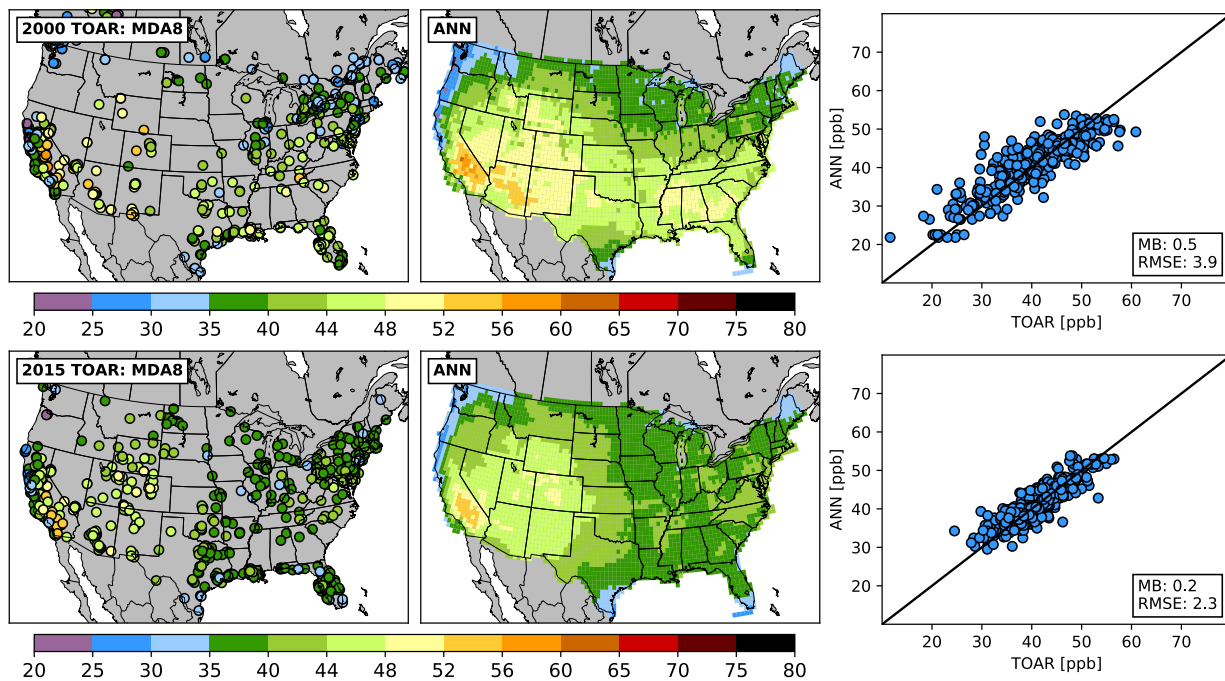 2000 TOAR: MDA8
ANN
20 25 30 35 40 44 48 52 56 60 65 70 75 80
70
60
50
40
30
20
ANN [ppb]
MB: 0.5
RMSE: 3.9
20 30 40 50 60 70
TOAR [ppb]
2015 TOAR: MDA8
ANN
20 25 30 35 40 44 48 52 56 60 65 70 75 80
70
60
50
40
30
20
ANN [ppb]
MB: 0.2
RMSE: 2.3
20 30 40 50 60 70
TOAR [ppb]